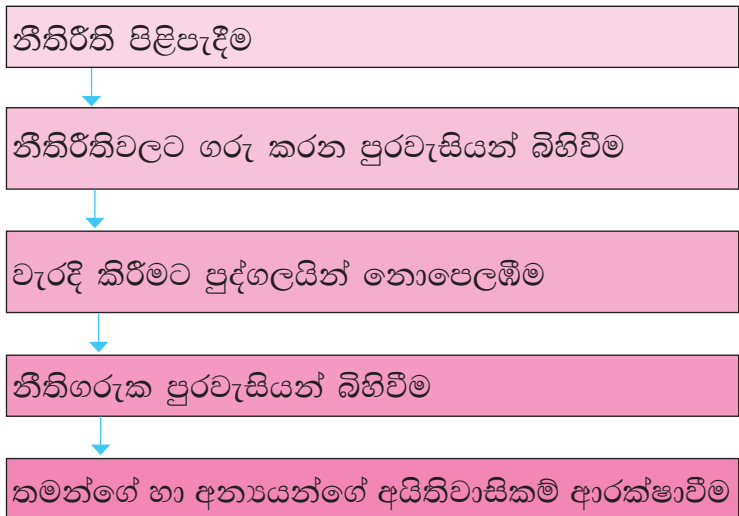 නීතිරීති පිළිපැදීම
නීතිරීතිවලට ගරු කරන පුරවැසියන් බිහිවීම
වැරදි කිරීමට පුද්ගලයින් නොපෙලඹීම
නීතිගරුක පුරවැසියන් බිහිවීම
තමන්ගේ හා අන්‍යයන්ගේ අයිතිවාසිකම් ආරක්ෂාවීම